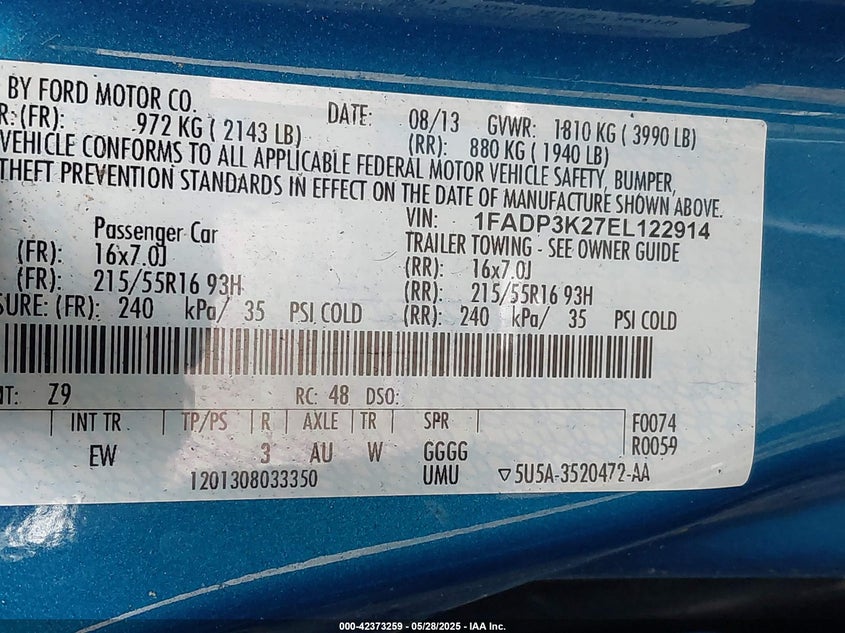 BY FORD MOTOR CO.
DATE: 08/13 GVWR: 1810 KG ( 3990 LB)
(FR): 972 KG ( 2143 LB) (RR): 880 KG ( 1940 LB)
VEHICLE CONFORMS TO ALL APPLICABLE FEDERAL MOTOR VEHICLE SAFETY, BUMPER,
THEFT PREVENTION STANDARDS IN EFFECT ON THE DATE OF MANUFACTURE SHOWN ABOVE.
VIN: 1FADP3K27EL122914
Passenger Car TRAILER TOWING - SEE OWNER GUIDE
(FR): 16x7.0J (RR): 16x7.0J
(FR): 215/55R16 93H (RR): 215/55R16 93H
SURE: (FR): 240 kPa/ 35 PSI COLD (RR): 240 kPa/ 35 PSI COLD
NT: Z9 RC: 48 DSO:
INT TR TP/PS R AXLE TR SPR F0074
EW 3 AU W GGGG R0059
1201308033350 UMU ▽5U5A-3520472-AA
000-42373259 - 05/28/2025 - IAA Inc.